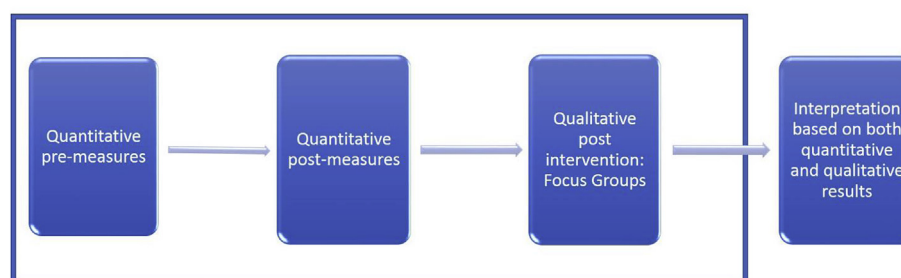 Quantitative
pre-measures
Quantitative
post-measures
Qualitative
post
intervention:
Focus Groups
Interpretation
based on both
quantitative
and qualitative
results